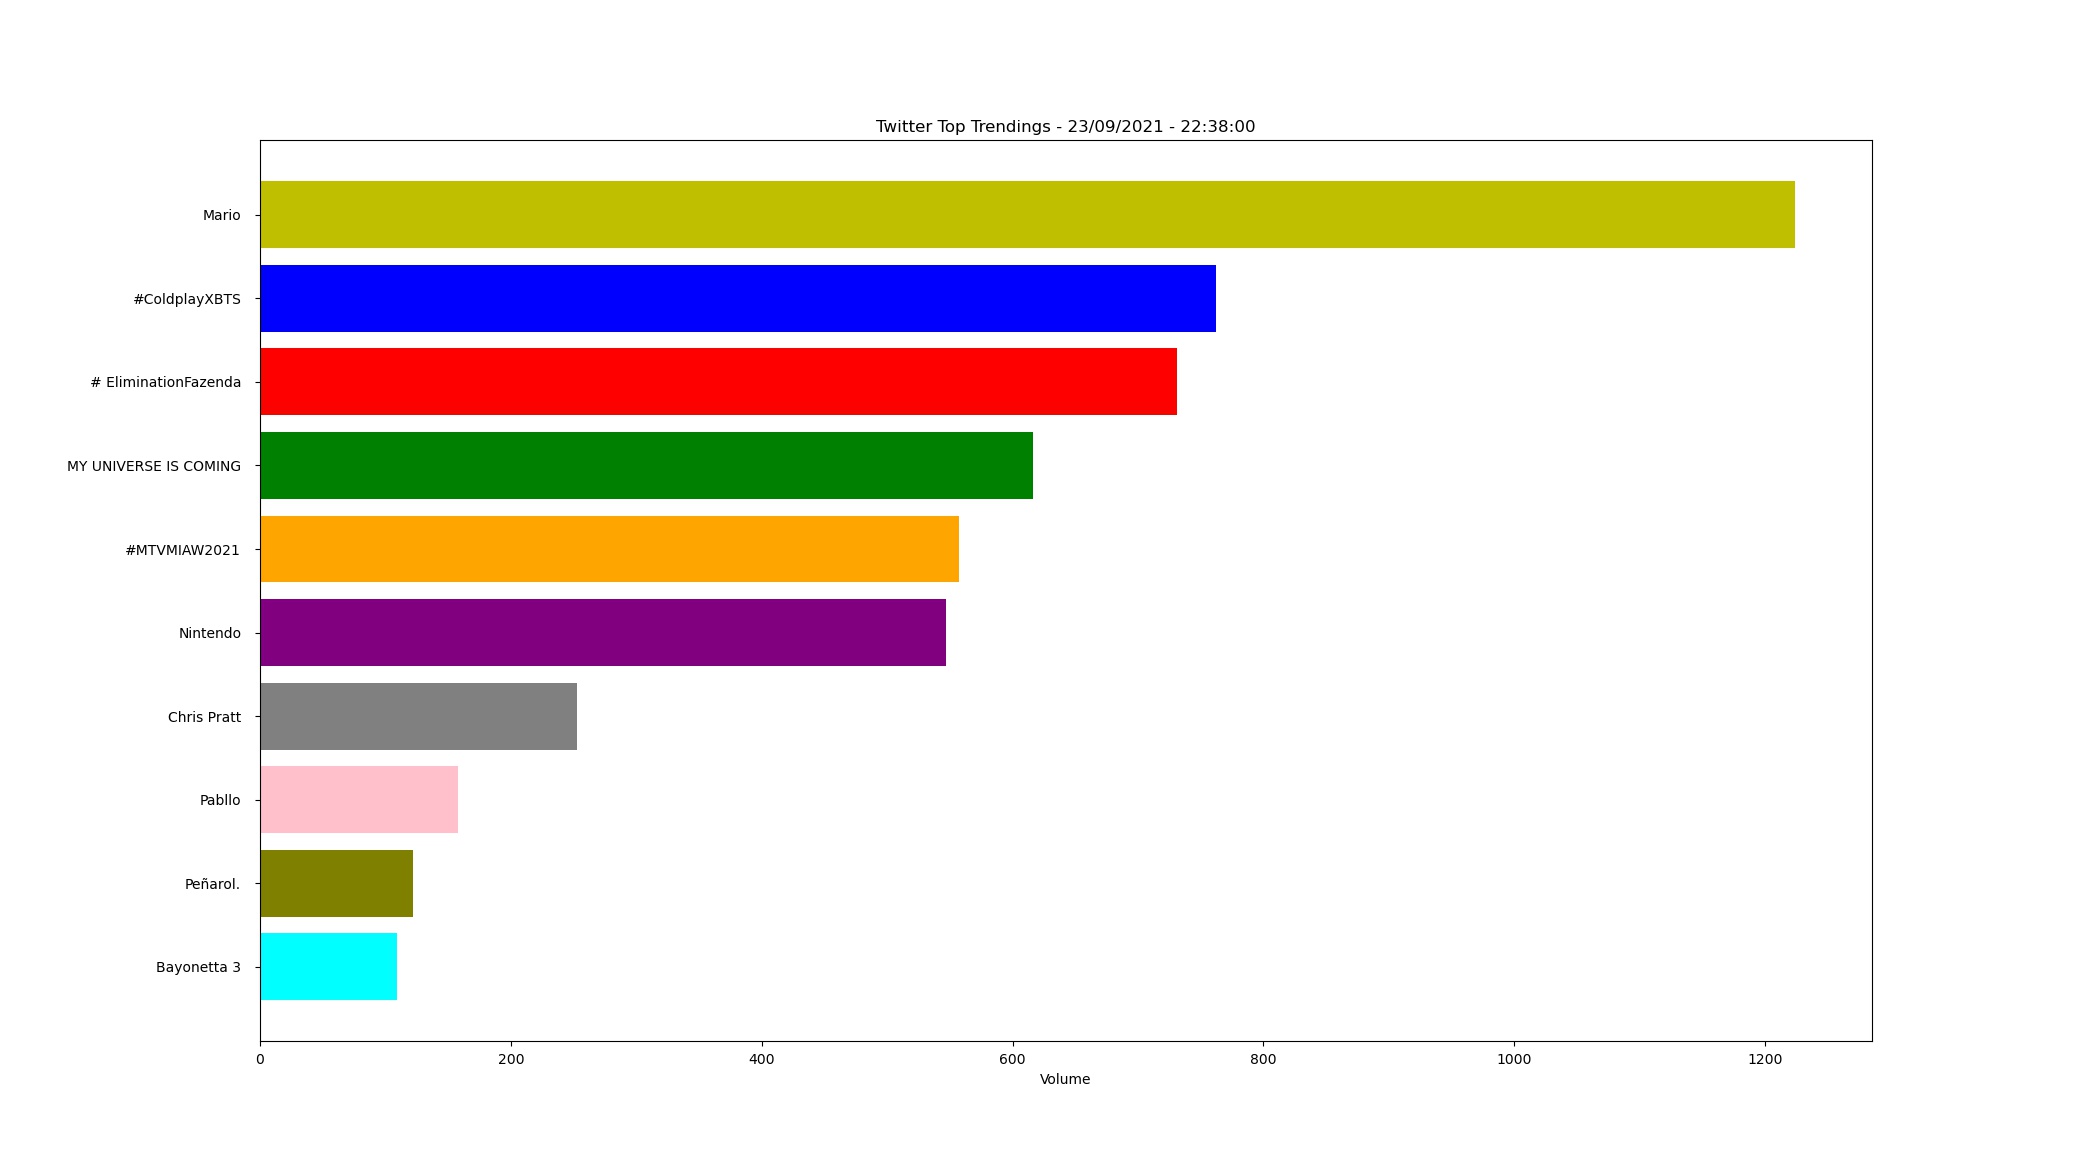 Twitter Top Trendings - 23/09/2021 - 22:38:00
Mario
#ColdplayXBTS
# EliminationFazenda
MY UNIVERSE IS COMING
#MTVMIAW2021
Nintendo
Chris Pratt
Pabllo
Peñarol.
Bayonetta 3
0 200 400 600 800 1000 1200
Volume